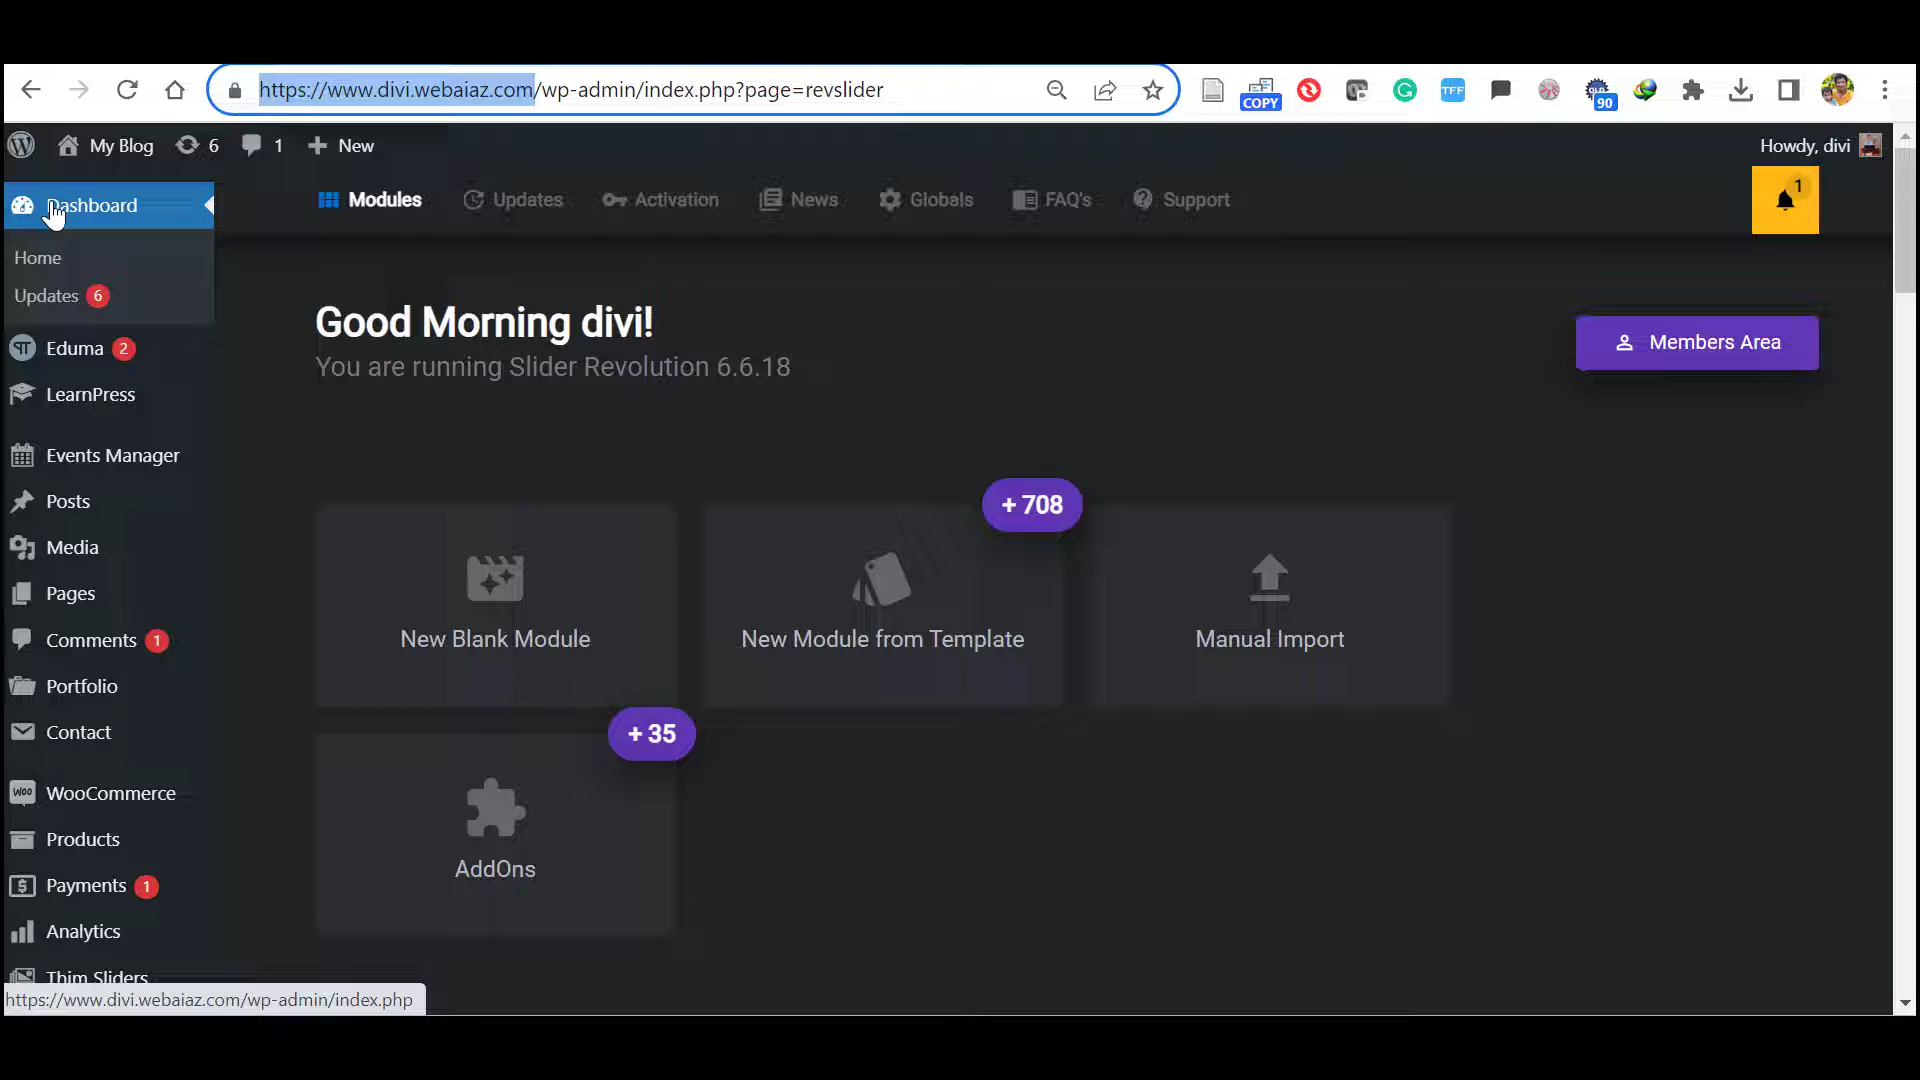 https://www.divi.webaiaz.com/wp-admin/index.php?page=revslider
COPY
TFF
90
My Blog 6 1 + New
Howdy, divi
Dashboard
Home
Updates 6
Eduma 2
LearnPress
Events Manager
Posts
Media
Pages
Comments 1
Portfolio
Contact
WooCommerce
Products
Payments 1
Analytics
Thim Sliders
https://www.divi.webaiaz.com/wp-admin/index.php
Modules Updates Activation News Globals FAQ's Support
1
Good Morning divi!
You are running Slider Revolution 6.6.18
Members Area
New Blank Module
+ 708
New Module from Template
Manual Import
+ 35
AddOns